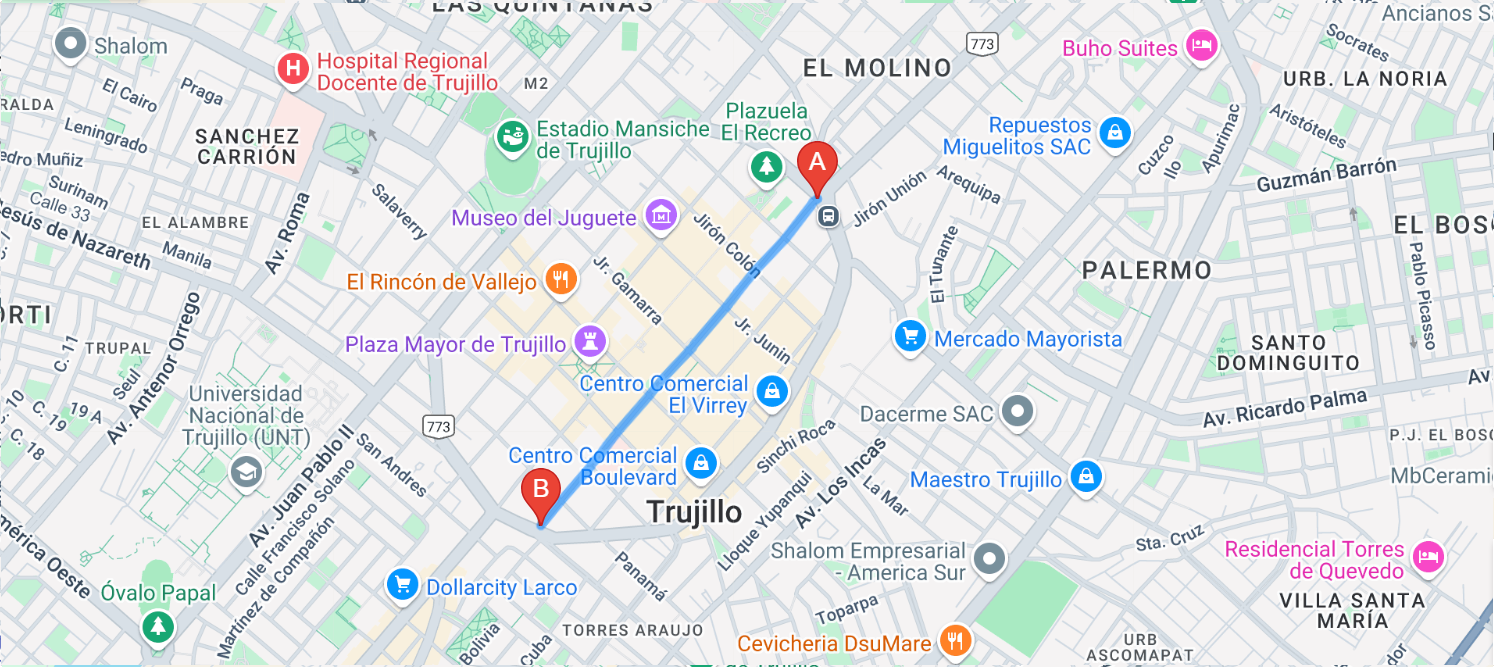 LAS QUINTANAS
Ancianos S
Shalom
773
Buho Suites
Socrates
Hospital Regional
Docente de Trujillo
EL MOLINO
URB. LA NORIA
M2
El Cairo
Praga
RALDA
Plazuela
El Recreo
Aristóteles
Apurimac
Leningrado
SANCHEZ
CARRIÓN
Estadio Mansiche
de Trujillo
Repuestos
Miguelitos SAC
Cuzco
Ilo
A
edro Muñiz
Surinam
Calle 33
Salaverry
Jirón Unión
Arequipa
Guzmán Barrón
EL ALAMBRE
Av. Roma
Museo del Juguete
Jirón Colón
EL BOS
Jesús de Nazareth
Manila
El Tunante
PALERMO
Pablo Picasso
El Rincón de Vallejo
Jr. Gamarra
ORTI
Av. Antenor Orrego
TRUPAL
C. 11
Seul
Plaza Mayor de Trujillo
Jr. Junin
Mercado Mayorista
SANTO
DOMINGUITO
Centro Comercial
El Virrey
Av
Universidad
Nacional de
Trujillo (UNT)
10
C. 19
19 A
C. 18
Dacerme SAC
Av. Ricardo Palma
773
Sinchi Roca
P.J. EL BOSC
San Andres
Av. Juan Pablo II
Calle Francisco Solano
Centro Comercial
Boulevard
Av. Los Incas
La Mar
Maestro Trujillo
MbCerami
B
Trujillo
Lloque Yupanqui
Martínez de Compañón
Sta. Cruz
América Oeste
Panamá
Shalom Empresarial
- America Sur
Residencial Torres
de Quevedo
Óvalo Papal
Dollarcity Larco
Toparpa
VILLA SANTA
MARÍA
Bolivia
Cuba
TORRES ARAUJO
Cevicheria DsuMare
URB
ASCOMAPAT